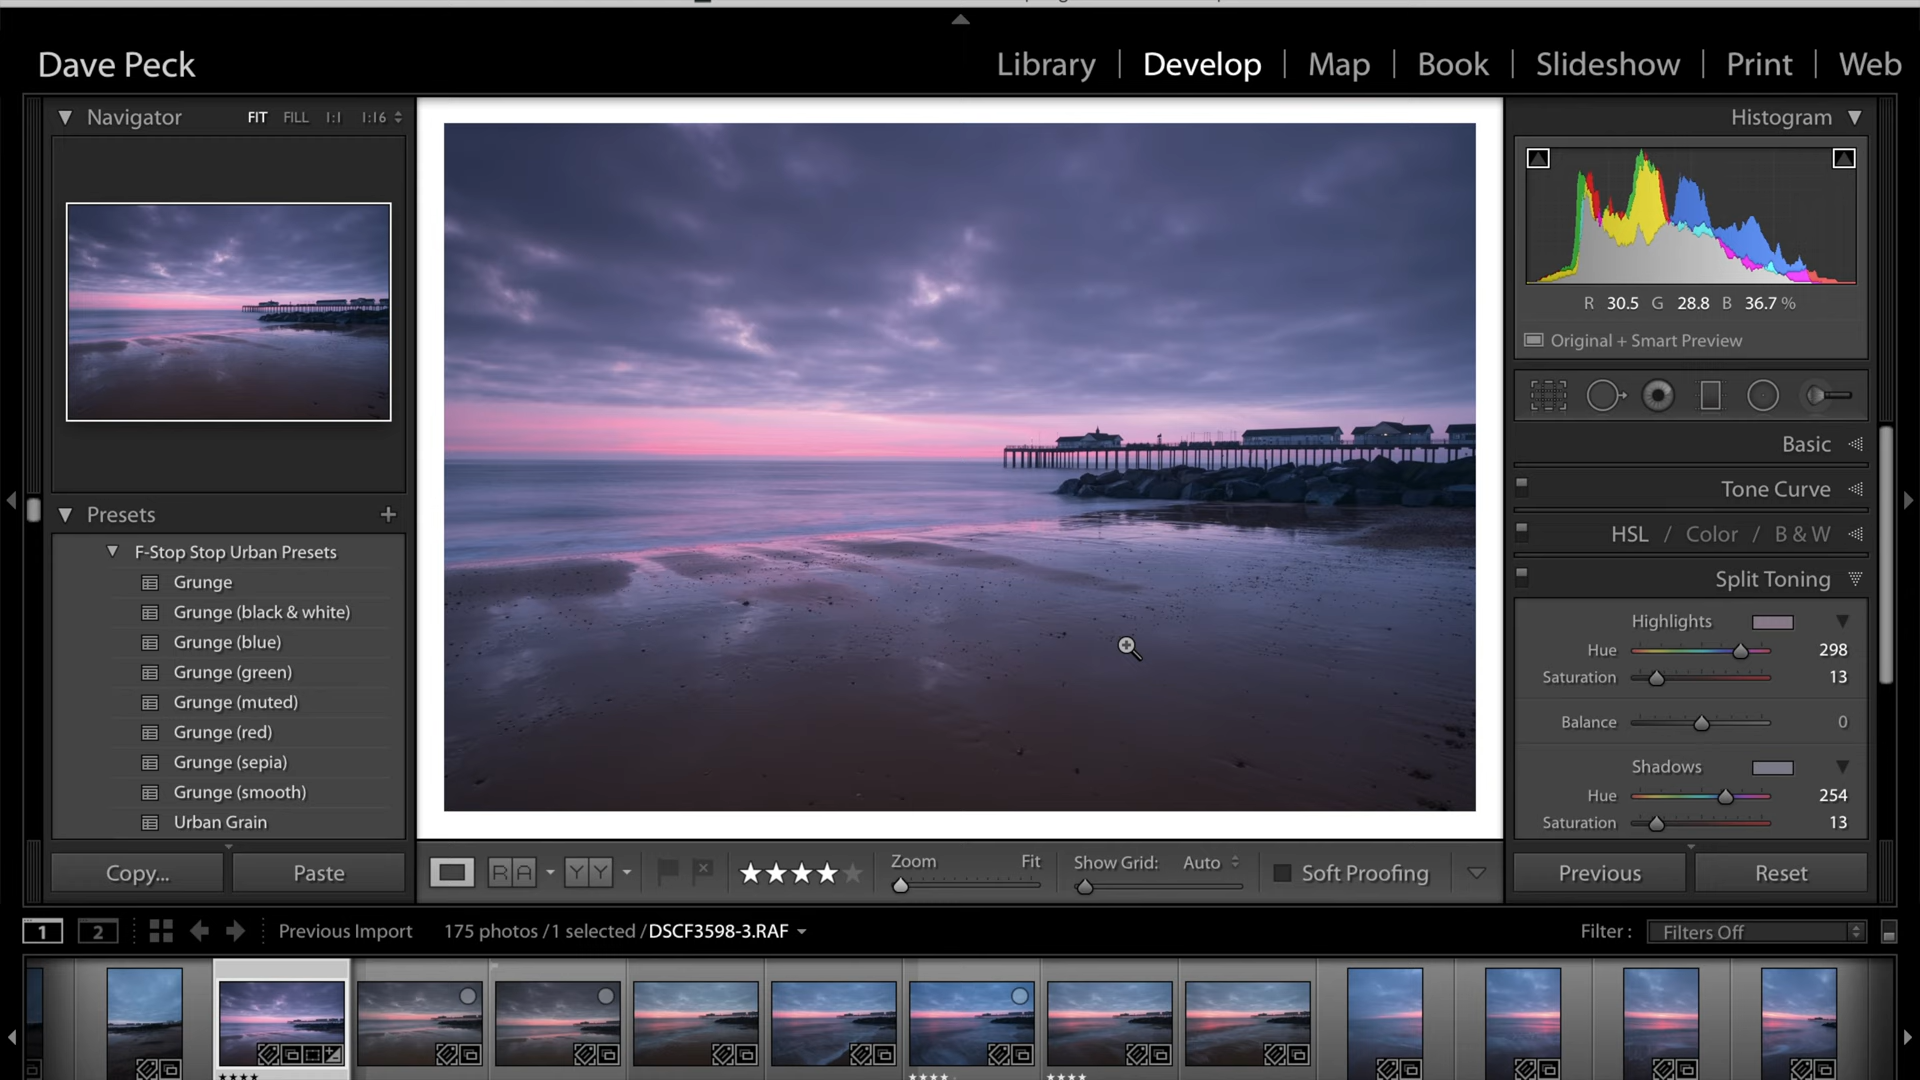 Dave Peck
Library | Develop | Map | Book | Slideshow | Print | Web
Navigator FIT FILL 1:1 1:16
Histogram
R 30.5 G 28.8 B 36.7 %
Original + Smart Preview
Basic
Tone Curve
HSL / Color / B & W
Split Toning
Highlights
Hue 298
Saturation 13
Balance 0
Shadows
Hue 254
Saturation 13
Presets +
F-Stop Stop Urban Presets
Grunge
Grunge (black & white)
Grunge (blue)
Grunge (green)
Grunge (muted)
Grunge (red)
Grunge (sepia)
Grunge (smooth)
Urban Grain
Copy... Paste
R A Y Y Zoom Fit Show Grid: Auto Soft Proofing
Previous Reset
1 2 Previous Import 175 photos / 1 selected / DSCF3598-3.RAF Filter : Filters Off